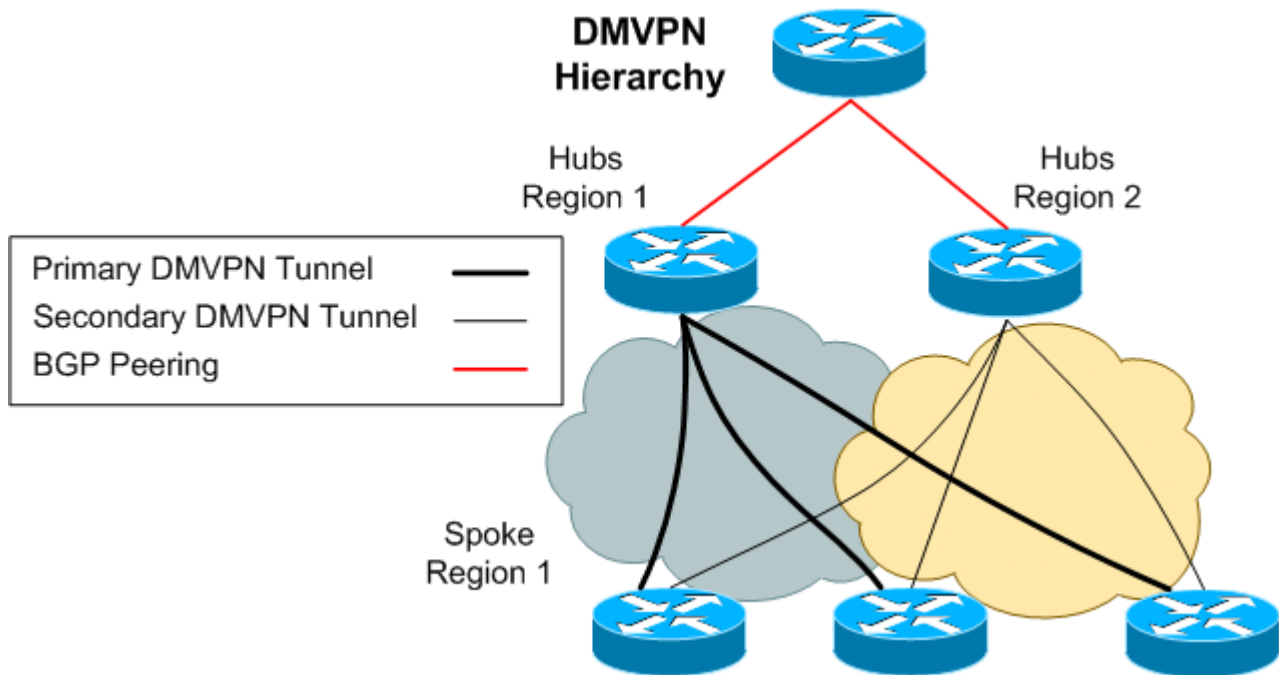 DMVPN
Hierarchy
Hubs
Region 1
Hubs
Region 2
Primary DMVPN Tunnel
Secondary DMVPN Tunnel
BGP Peering
Spoke
Region 1